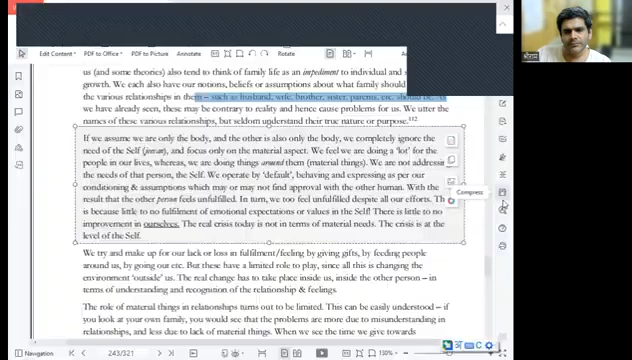 Edit Content
PDF to Office
Annotate
Rotate
us (and some theories) also tend to think of family life as an impediment to individual and
growth. We each also have our notions, beliefs or assumptions about what family should
the various relationships in them – such as husband, wife, brother, sister, parents, etc. should be. As
we have already seen, these may be contrary to reality and hence cause problems for us. We utter the
names of these various relationships, but seldom understand their true nature or purpose.¹¹²
If we assume we are only the body, and the other is also only the body, we completely ignore the
need of the Self (jeevan), and focus only on the material aspect. We feel we are doing a 'lot' for the
people in our lives, whereas, we are doing things around them (material things). We are not addressing
the needs of that person, the Self. We operate by 'default', behaving and expressing as per our
conditioning & assumptions which may or may not find approval with the other human. With the
result that the other person feels unfulfilled. In turn, we too feel unfulfilled despite all our efforts.
is because little to no fulfilment of emotional expectations or values in the Self! There is little to no
improvement in ourselves. The real crisis today is not in terms of material needs. The crisis is at the
level of the Self.
Compress
We try and make up for our lack or loss in fulfilment/feeling by giving gifts, by feeding people
around us, by going out etc. But these have a limited role to play, since all this is changing the
environment 'outside' us. The real change has to take place inside us, inside the other person – in
terms of understanding and recognition of the relationship & feelings.
The role of material things in relationships turns out to be limited. This can be easily understood – if
you look at your own family, you would see that the problems are more due to misunderstanding in
relationships, and less due to lack of material things. When we see the time we give towards
Navigation
243/321
130%